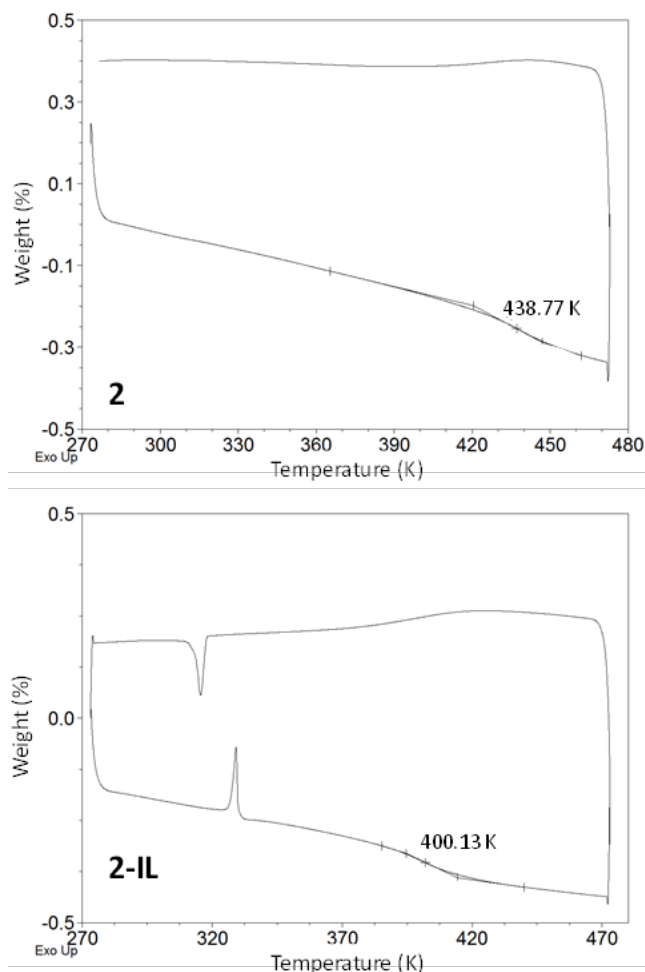 0.5
0.3
0.1
-0.1
-0.3
-0.5
Weight (%)
438.77 K
2
270 300 330 360 390 420 450 480
Exo Up
Temperature (K)
0.5
0.0
-0.5
Weight (%)
400.13 K
2-IL
270 320 370 420 470
Exo Up
Temperature (K)